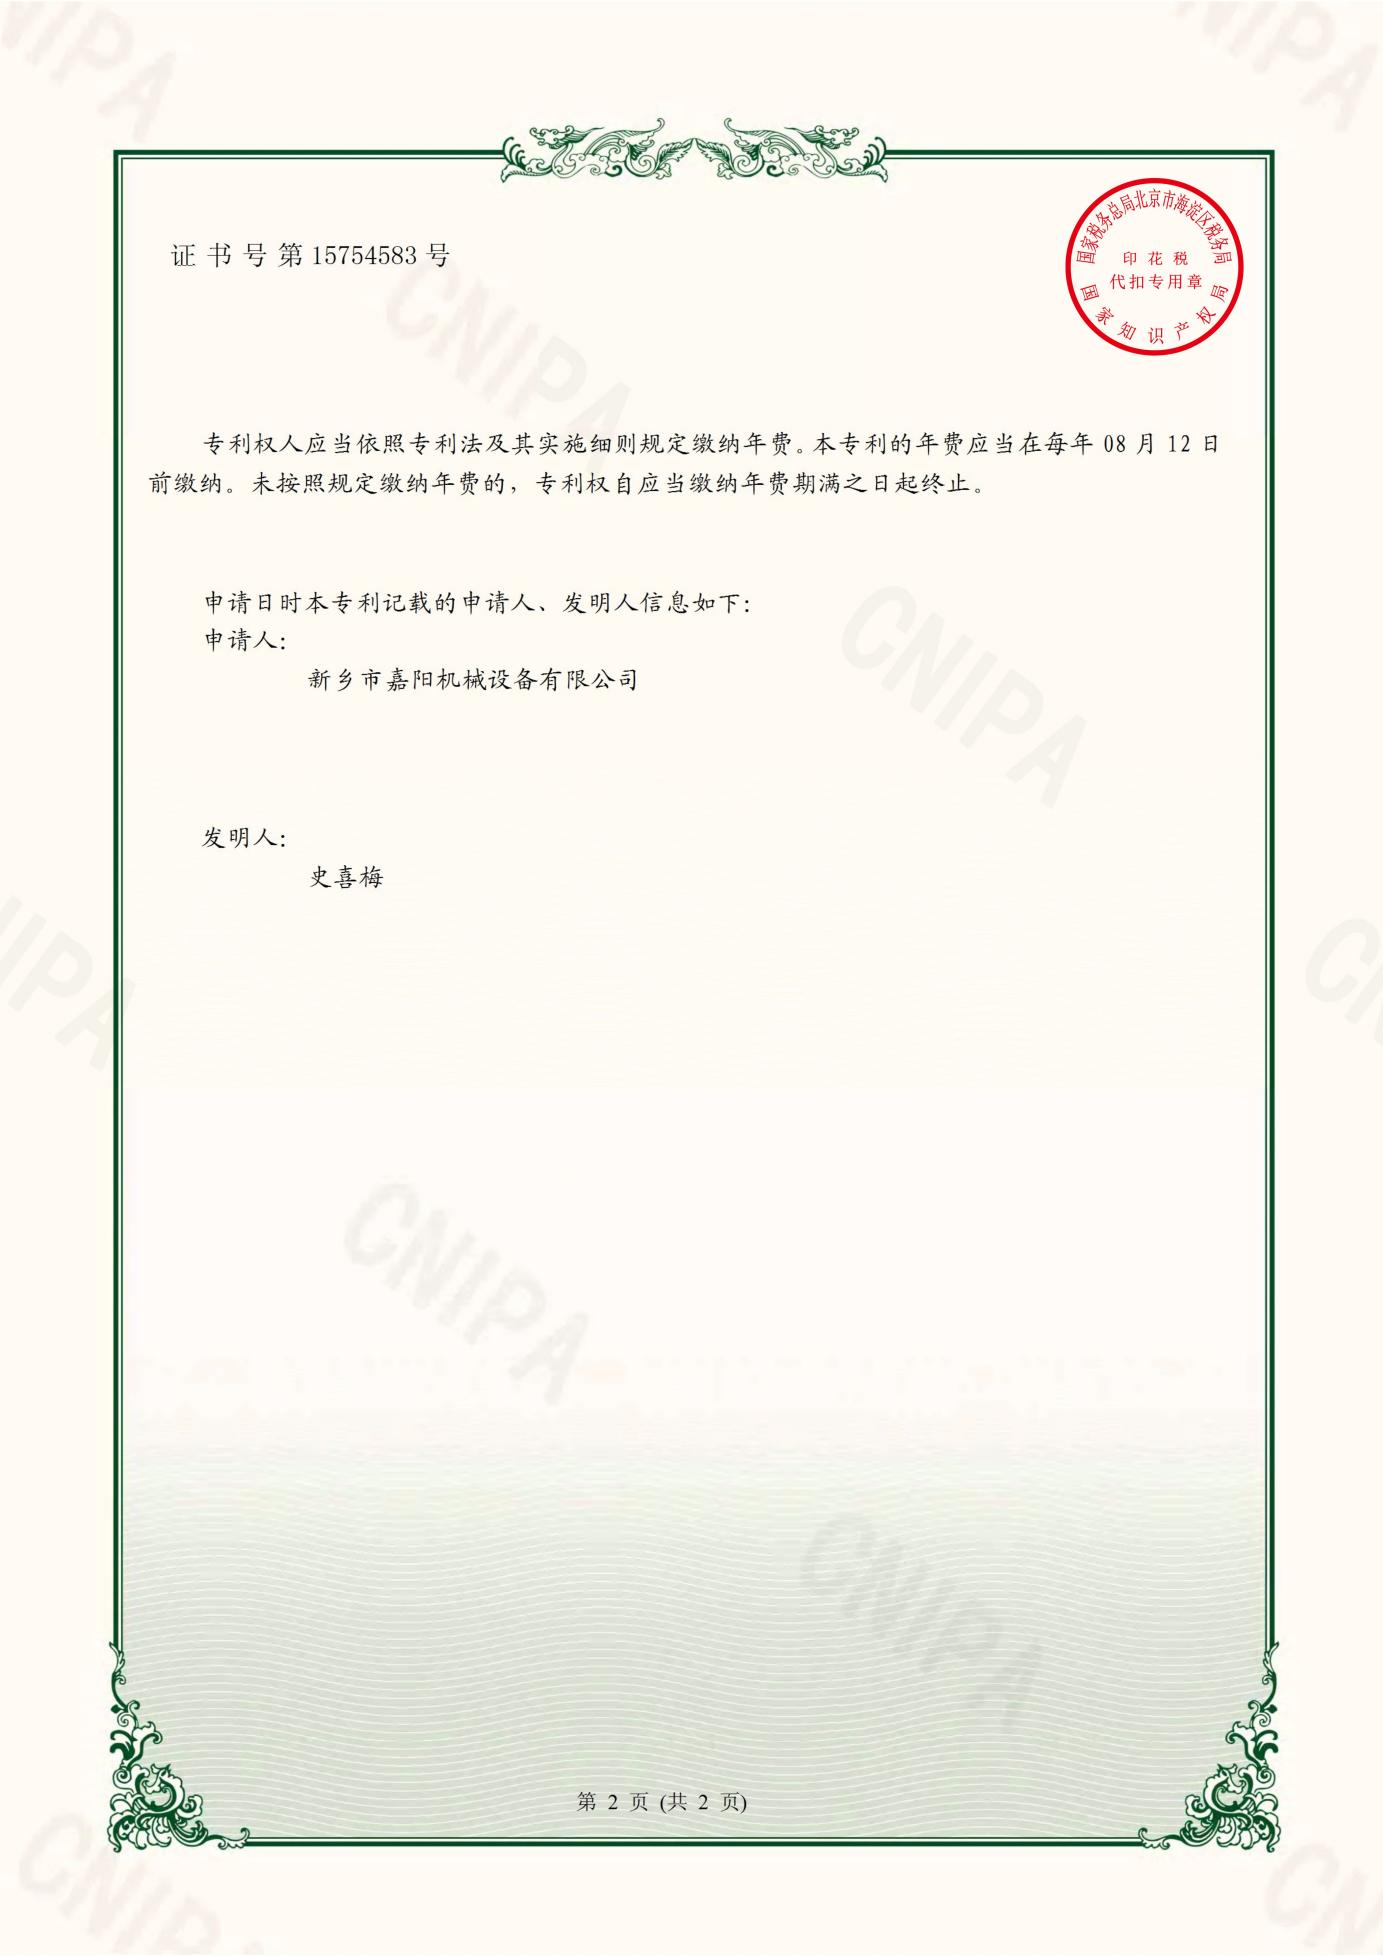 国家税务总局北京市海淀区税务局
印花税
代扣专用章
国家知识产权局
证书号第15754583号
专利权人应当依照专利法及其实施细则规定缴纳年费。本专利的年费应当在每年 08 月 12 日
前缴纳。未按照规定缴纳年费的，专利权自应当缴纳年费期满之日起终止。
申请日时本专利记载的申请人、发明人信息如下：
申请人：
新乡市嘉阳机械设备有限公司
发明人：
史喜梅
第 2 页 (共 2 页)
CNIPA
CNIPA
CNIPA
CNIPA